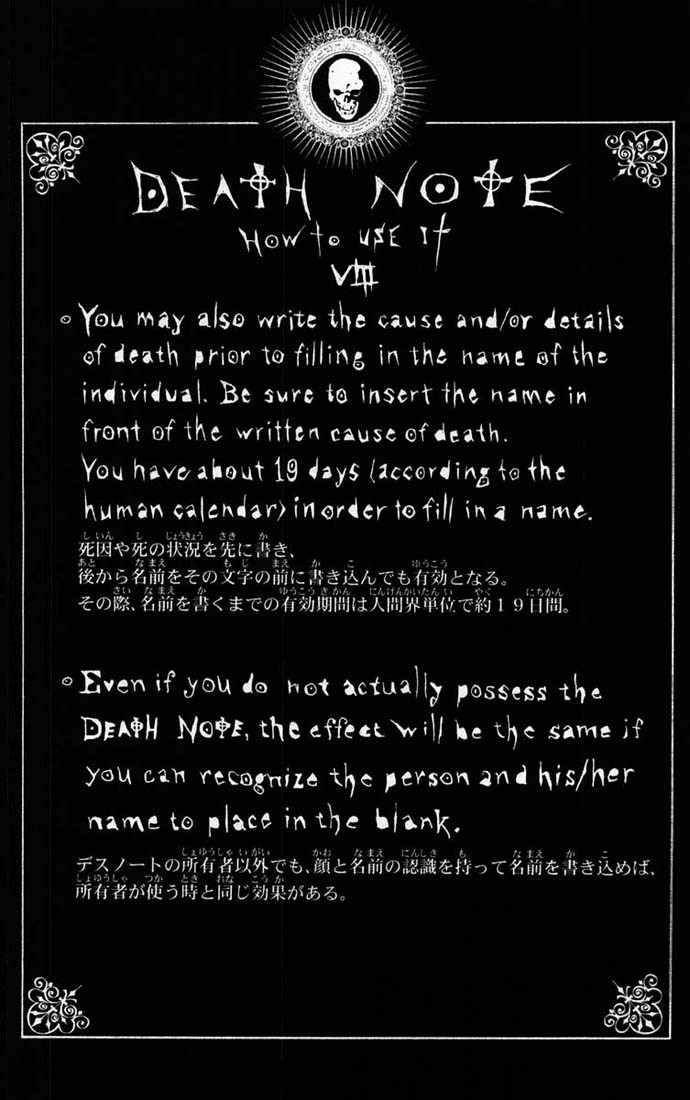 DEATH NOTE
HOW TO USE IT
VIII
You may also write the cause and/or details
of death prior to filling in the name of the
individual. Be sure to insert the name in
front of the written cause of death.
You have about 19 days (according to the
human calendar) in order to fill in a name.
死因や死の状況を先に書き、
後から名前をその文字の前に書き込んでも有効となる。
その際、名前を書くまでの有効期間は人間界単位で約19日間。
Even if you do not actually possess the
DEATH NOTE, the effect will be the same if
you can recognize the person and his/her
name to place in the blank.
デスノートの所有者以外でも、顔と名前の認識を持って名前を書き込めば、
所有者が使う時と同じ効果がある。